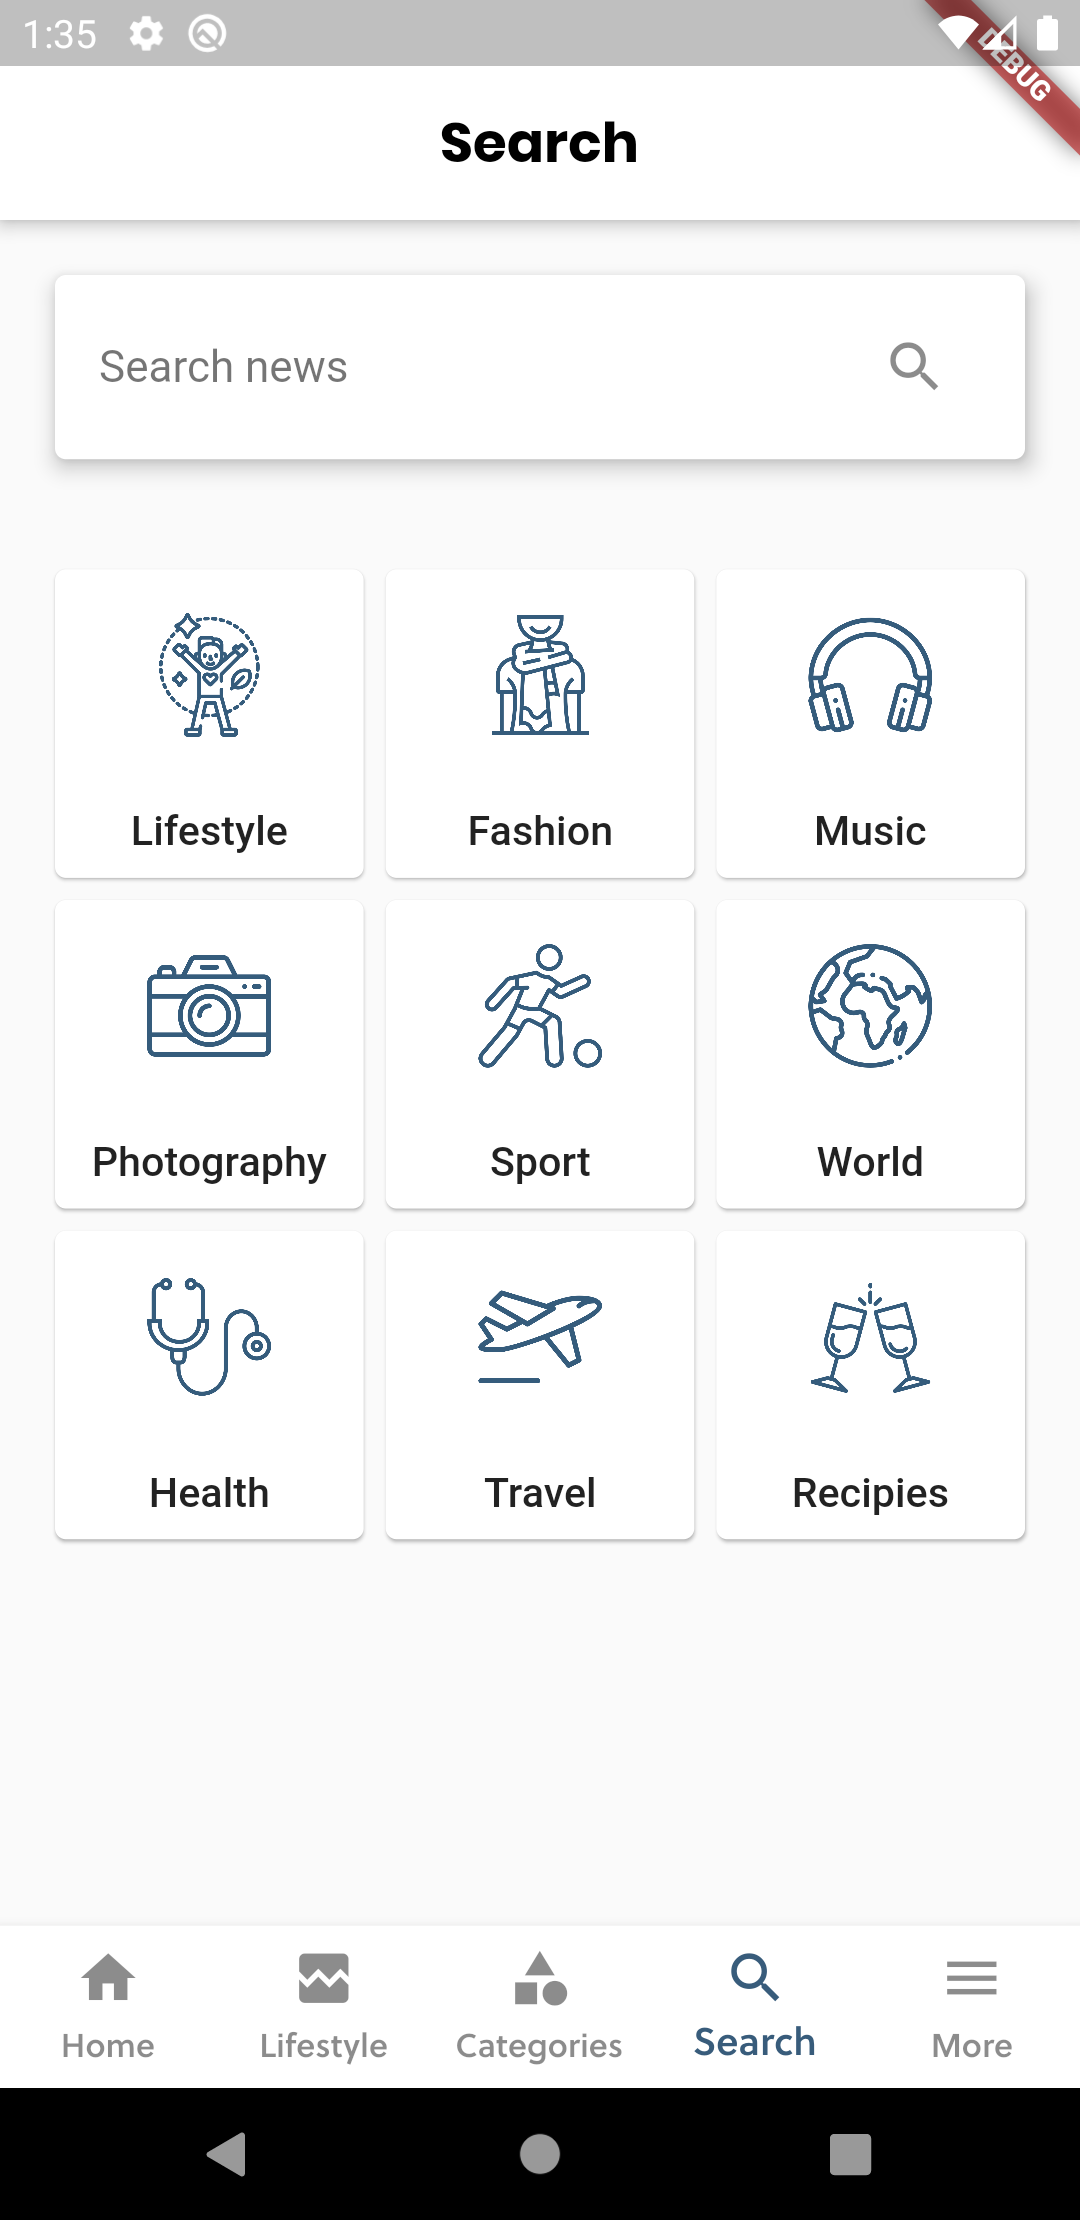 1:35
DEBUG
Search
Search news
Lifestyle
Fashion
Music
Photography
Sport
World
Health
Travel
Recipies
Home
Lifestyle
Categories
Search
More